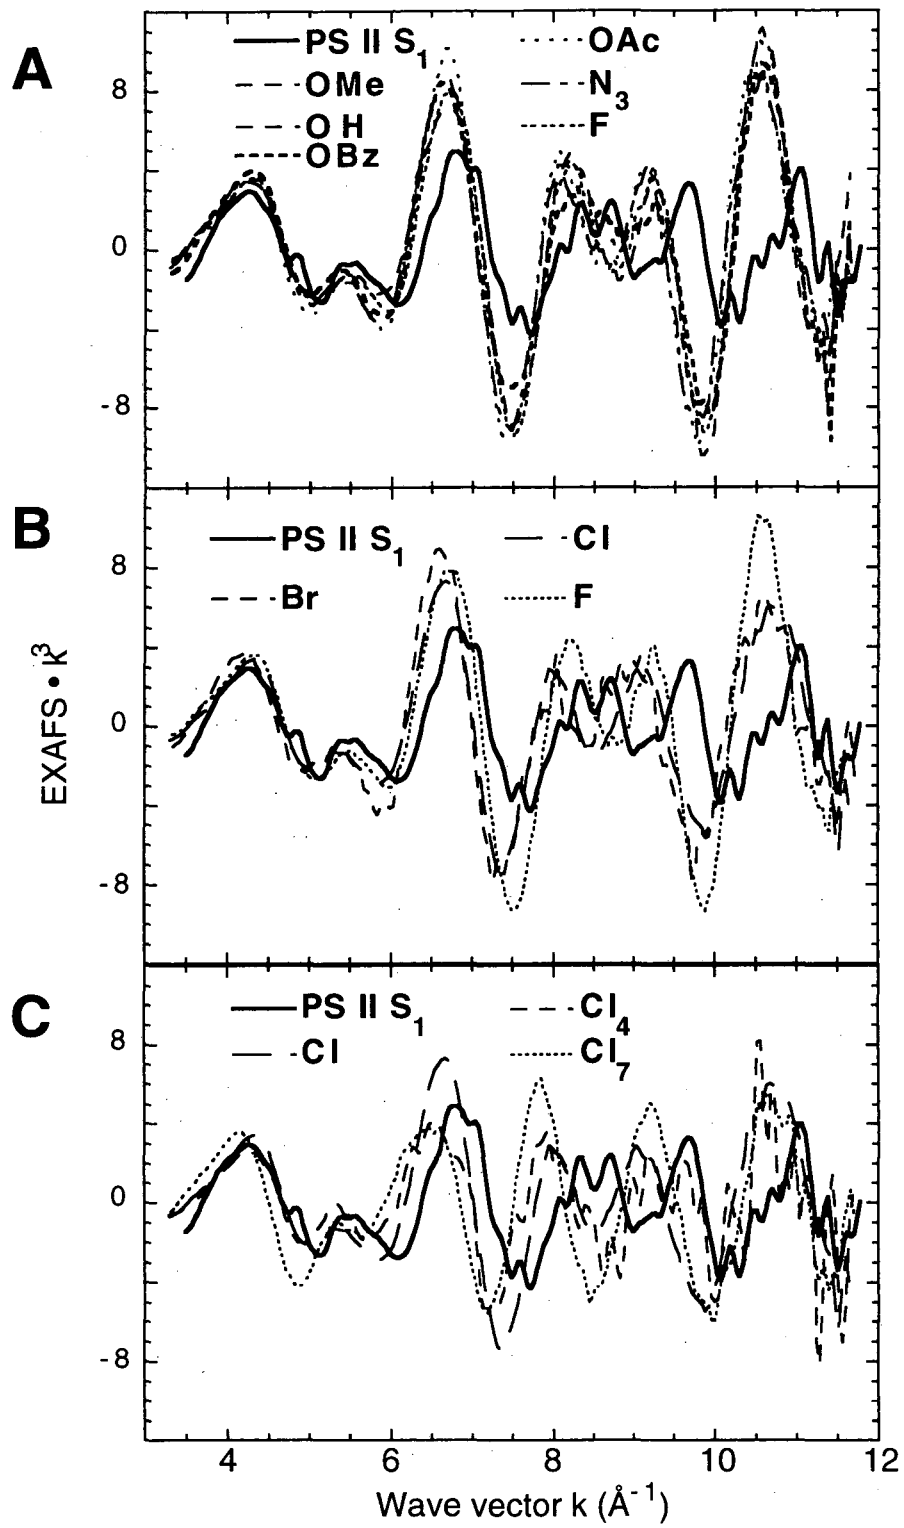 A
PS II S1 OAc
OMe N3
OH F
OBz
8
0
-8
B
PS II S1 Cl
Br F
8
0
-8
EXAFS • k3
C
PS II S1 Cl4
Cl Cl7
8
0
-8
4 6 8 10 12
Wave vector k (Å-1)